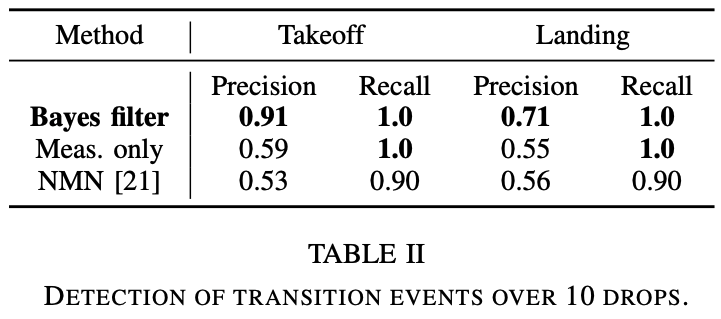 Method Takeoff Landing
Precision Recall Precision Recall
Bayes filter 0.91 1.0 0.71 1.0
Meas. only 0.59 1.0 0.55 1.0
NMN [21] 0.53 0.90 0.56 0.90
TABLE II
DETECTION OF TRANSITION EVENTS OVER 10 DROPS.